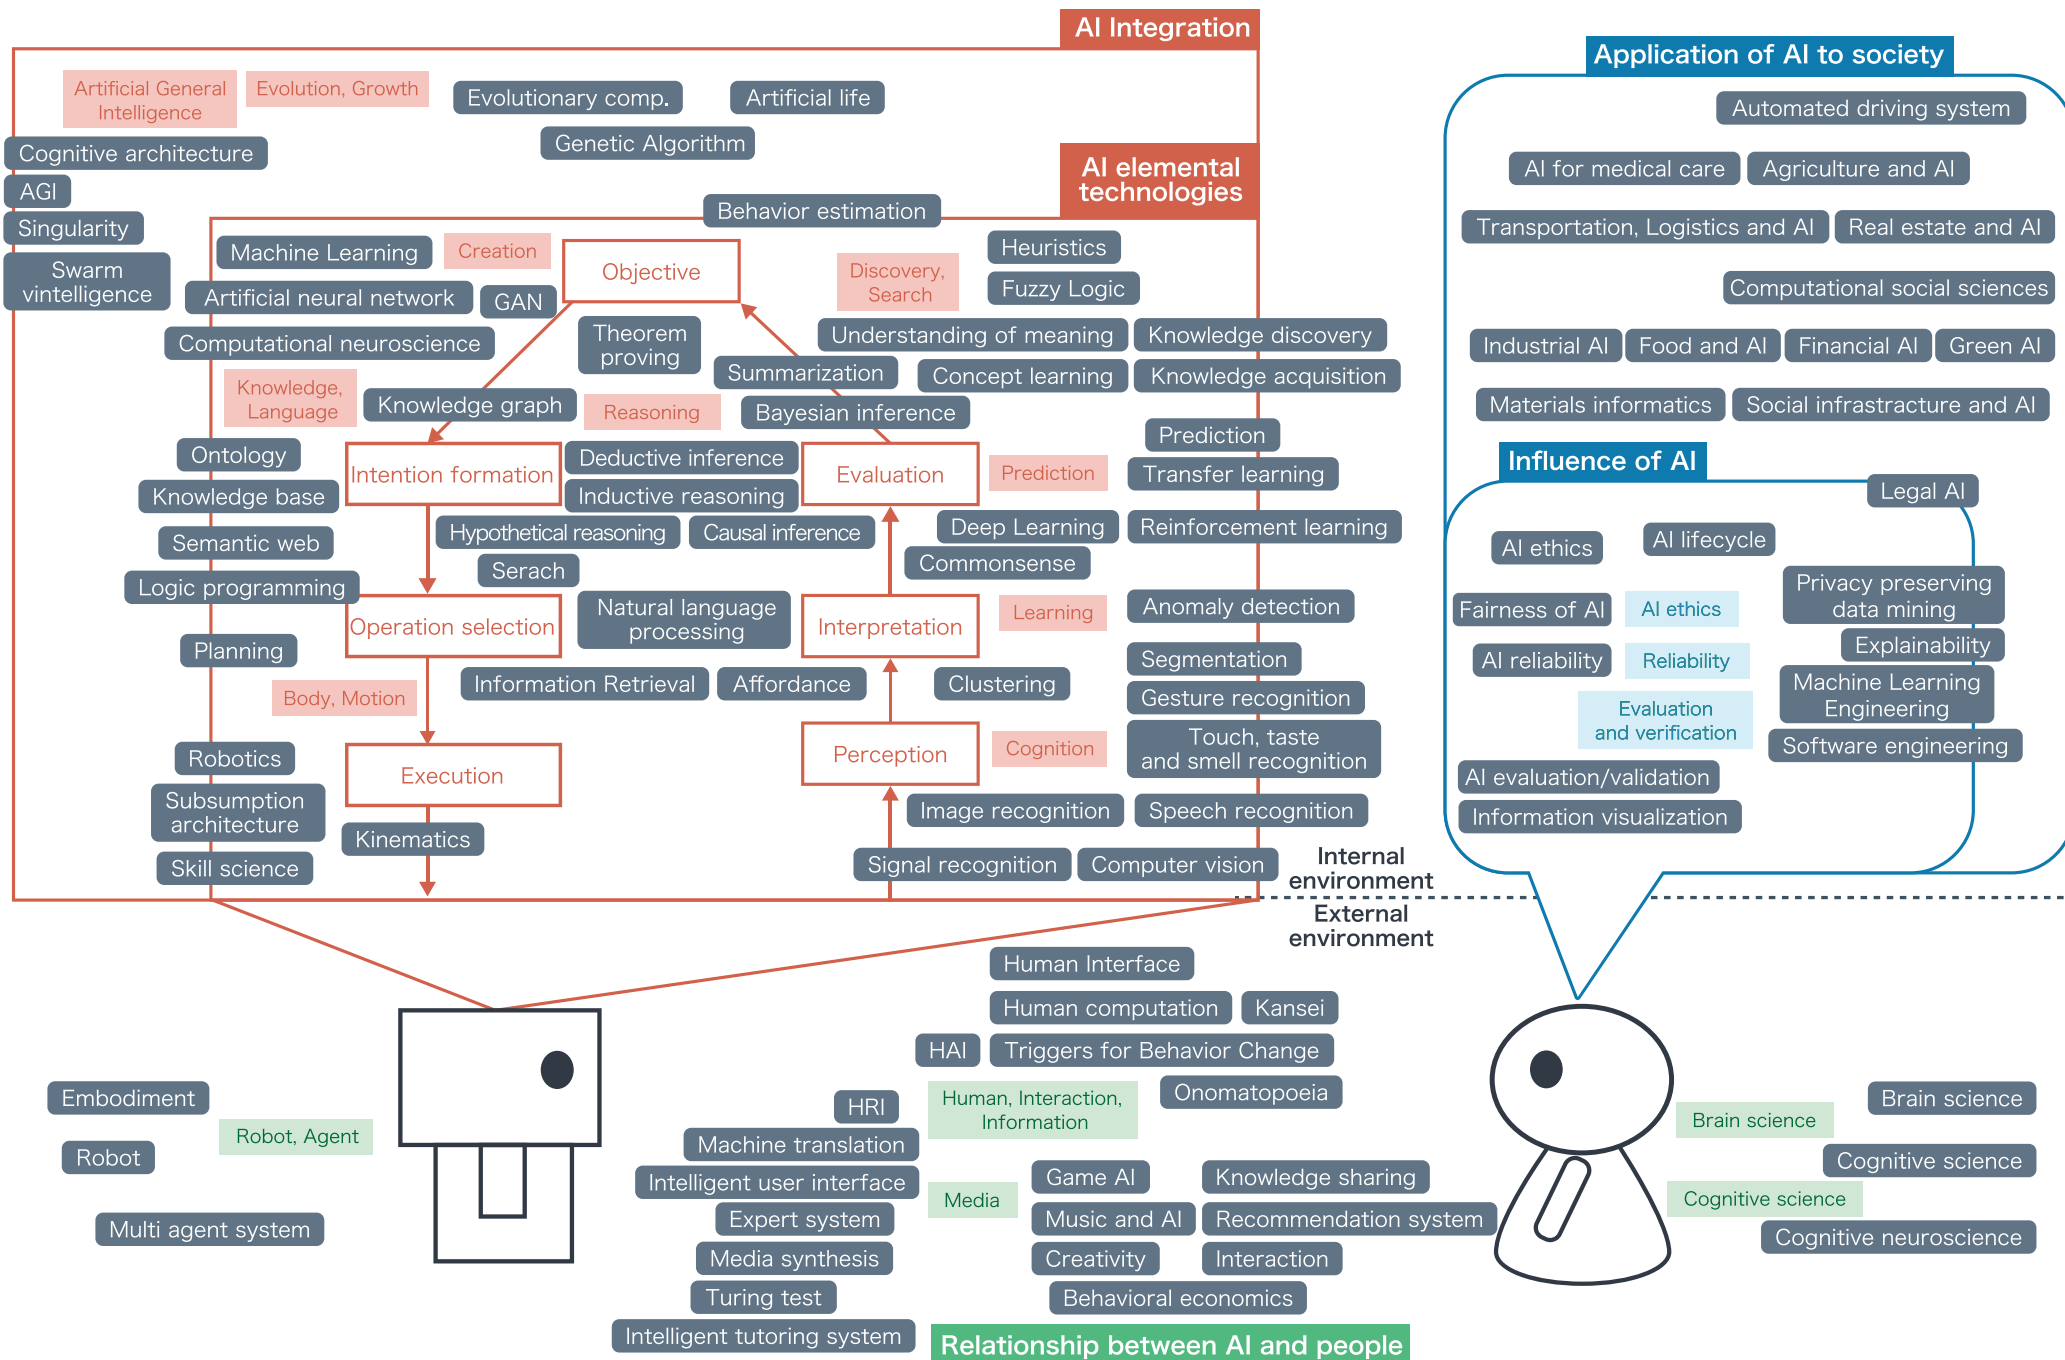 AI Integration
Artificial General
Intelligence
Evolution, Growth
Evolutionary comp.
Artificial life
Genetic Algorithm
Cognitive architecture
AGI
Singularity
Swarm
vintelligence
AI elemental
technologies
Behavior estimation
Machine Learning
Creation
Objective
Discovery,
Search
Heuristics
Fuzzy Logic
Artificial neural network
GAN
Computational neuroscience
Theorem
proving
Understanding of meaning
Knowledge discovery
Summarization
Concept learning
Knowledge acquisition
Knowledge,
Language
Knowledge graph
Reasoning
Bayesian inference
Prediction
Ontology
Intention formation
Deductive inference
Evaluation
Prediction
Transfer learning
Knowledge base
Inductive reasoning
Semantic web
Hypothetical reasoning
Causal inference
Deep Learning
Reinforcement learning
Serach
Commonsense
Logic programming
Operation selection
Natural language
processing
Interpretation
Learning
Anomaly detection
Planning
Segmentation
Body, Motion
Information Retrieval
Affordance
Clustering
Gesture recognition
Robotics
Execution
Perception
Cognition
Touch, taste
and smell recognition
Subsumption
architecture
Kinematics
Image recognition
Speech recognition
Skill science
Signal recognition
Computer vision
Internal
environment
External
environment
Application of AI to society
Automated driving system
AI for medical care
Agriculture and AI
Transportation, Logistics and AI
Real estate and AI
Computational social sciences
Industrial AI
Food and AI
Financial AI
Green AI
Materials informatics
Social infrastracture and AI
Influence of AI
Legal AI
AI ethics
AI lifecycle
Privacy preserving
data mining
Fairness of AI
AI ethics
Explainability
AI reliability
Reliability
Machine Learning
Engineering
Evaluation
and verification
Software engineering
AI evaluation/validation
Information visualization
Human Interface
Human computation
Kansei
HAI
Triggers for Behavior Change
HRI
Human, Interaction,
Information
Onomatopoeia
Embodiment
Robot, Agent
Robot
Multi agent system
Machine translation
Intelligent user interface
Media
Game AI
Knowledge sharing
Expert system
Music and AI
Recommendation system
Media synthesis
Creativity
Interaction
Turing test
Behavioral economics
Intelligent tutoring system
Relationship between AI and people
Brain science
Brain science
Cognitive science
Cognitive science
Cognitive neuroscience